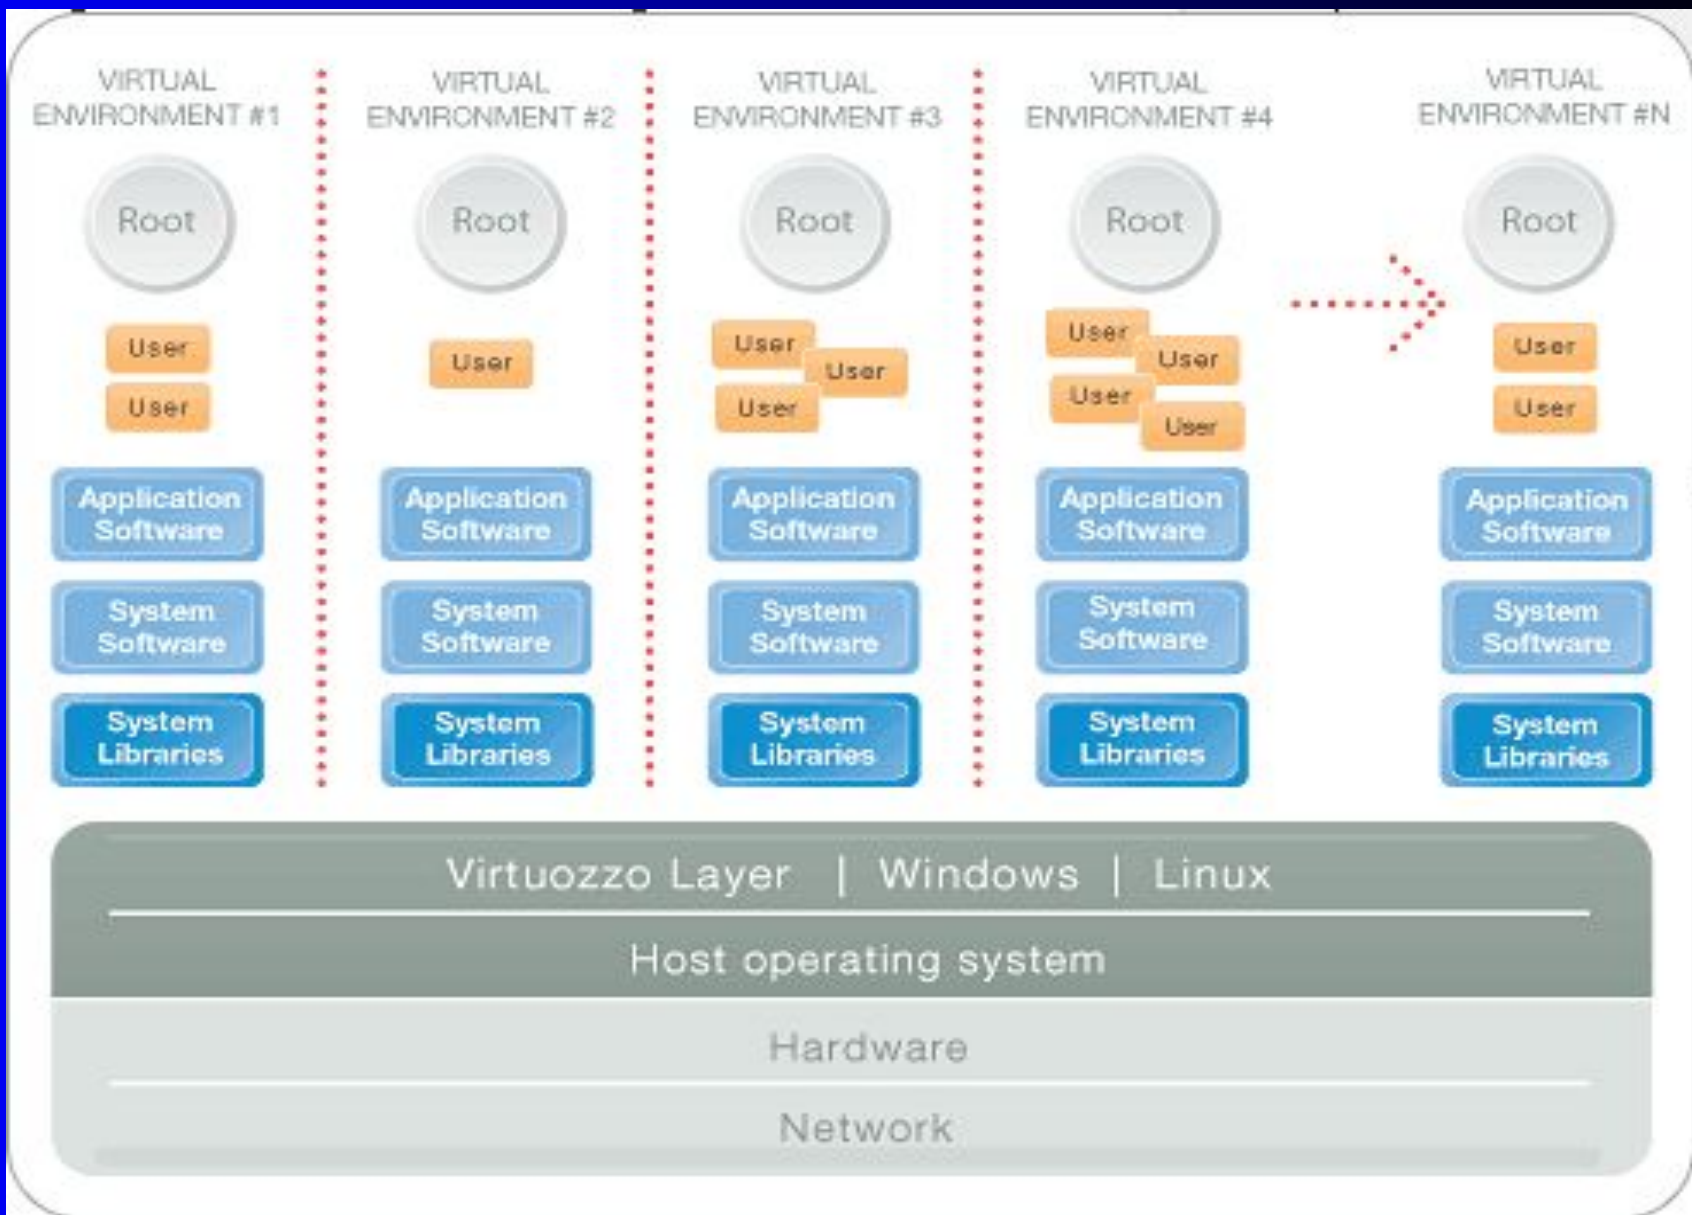 VIRTUAL
ENVIRONMENT #1
VIRTUAL
ENVIRONMENT #2
VIRTUAL
ENVIRONMENT #3
VIRTUAL
ENVIRONMENT #4
VIRTUAL
ENVIRONMENT #N
Root
Root
Root
Root
Root
User
User
User
User
User
User
User
User
User
User
User
User
Application
Software
Application
Software
Application
Software
Application
Software
Application
Software
System
Software
System
Software
System
Software
System
Software
System
Software
System
Libraries
System
Libraries
System
Libraries
System
Libraries
System
Libraries
Virtuozzo Layer | Windows | Linux
Host operating system
Hardware
Network